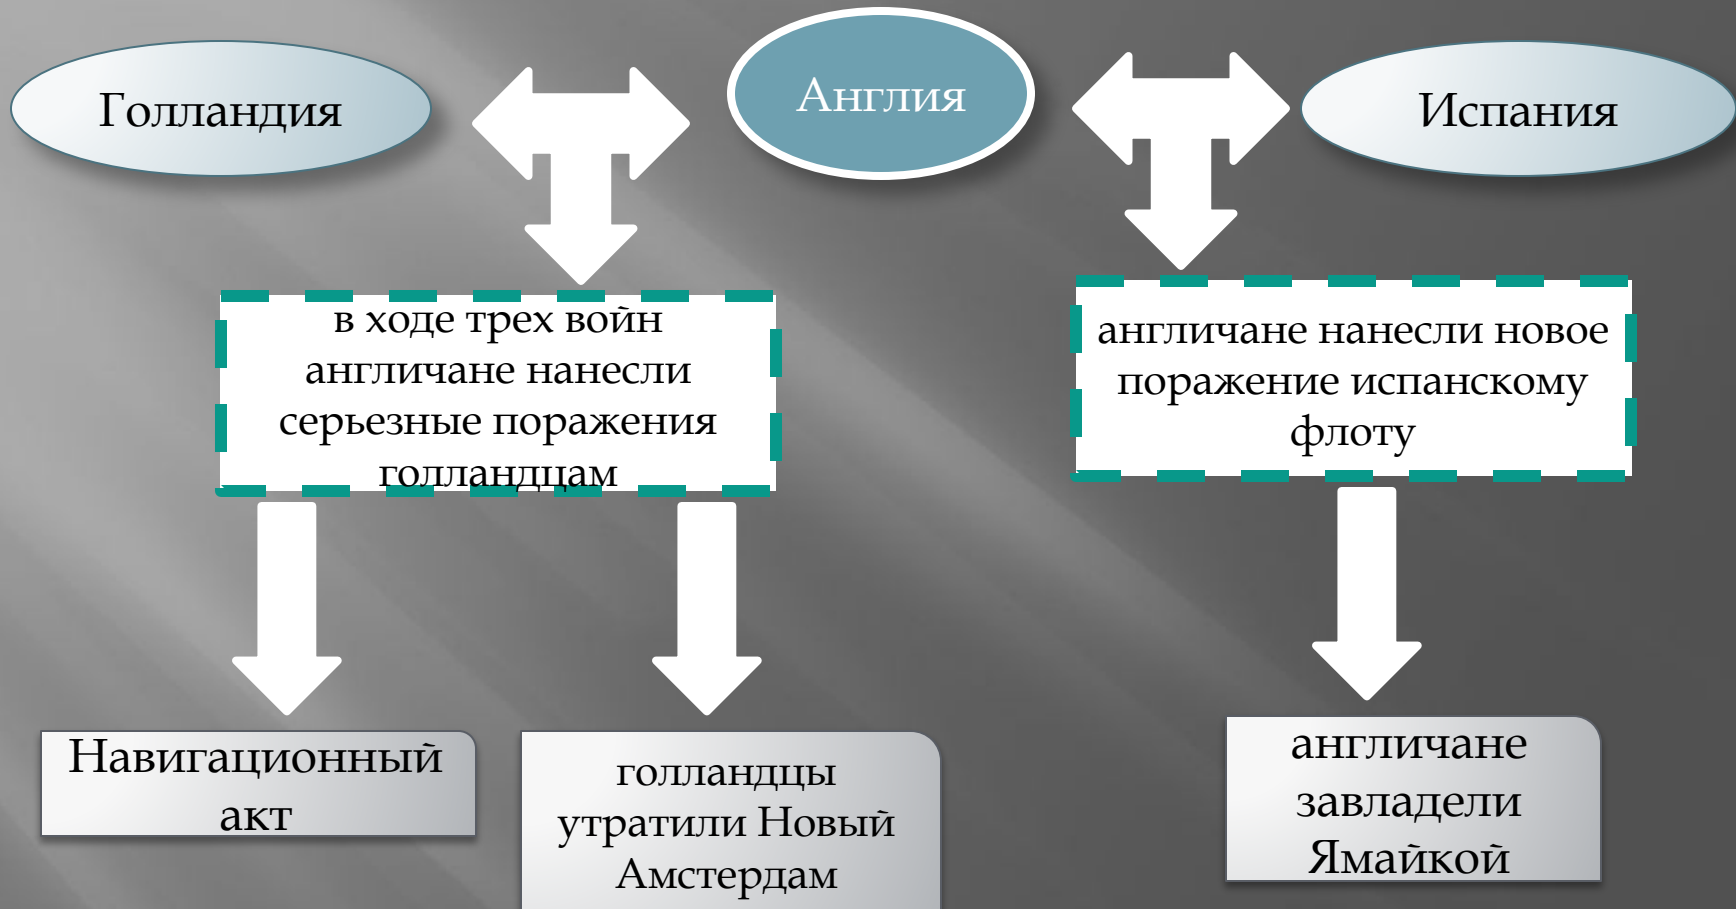 Голландия
Англия
Испания
в ходе трех войн
англичане нанесли
серьезные поражения
голландцам
англичане нанесли новое
поражение испанскому
флоту
Навигационный
акт
голландцы
утратили Новый
Амстердам
англичане
завладели
Ямайкой